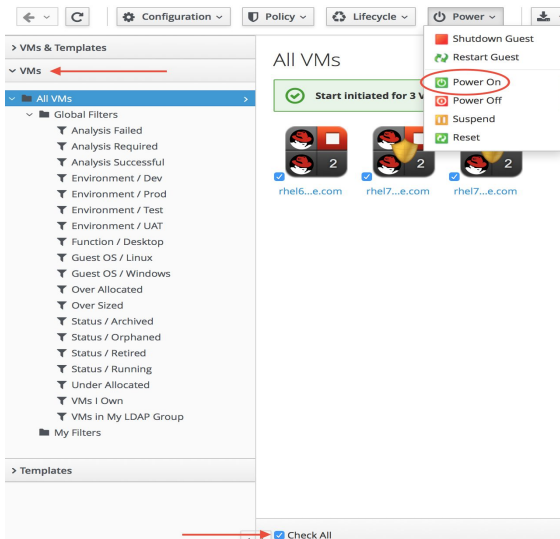 Configuration
Policy
Lifecycle
Power
Shutdown Guest
Restart Guest
Power On
Power Off
Suspend
Reset
VMs & Templates
VMs
All VMs
Global Filters
Analysis Failed
Analysis Required
Analysis Successful
Environment / Dev
Environment / Prod
Environment / Test
Environment / UAT
Function / Desktop
Guest OS / Linux
Guest OS / Windows
Over Allocated
Over Sized
Status / Archived
Status / Orphaned
Status / Retired
Status / Running
Under Allocated
VMs I Own
VMs in My LDAP Group
My Filters
Templates
All VMs
Start initiated for 3 V
2
2
2
rhel6...e.com
rhel7...e.com
rhel7...e.com
Check All